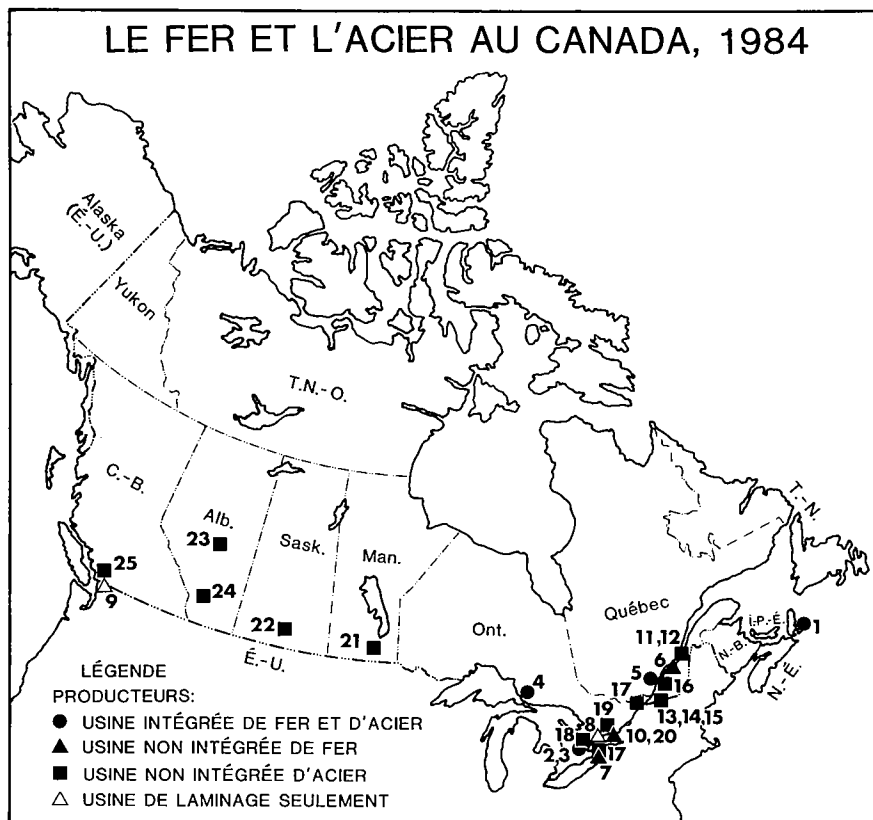 LE FER ET L'ACIER AU CANADA, 1984
Alaska
(É.-U.)
Yukon
T.N.-O.
C.-B.
Alb.
Sask.
Man.
Ont.
Québec
T.-N.
Î.-P.-É.
N.-B.
N.-É.
É.-U.
23
24
25
9
22
21
4
11,12
6
5
16
17
13,14,15
1
19
8
18
10,20
2,3
17
7
LÉGENDE
PRODUCTEURS:
USINE INTÉGRÉE DE FER ET D'ACIER
USINE NON INTÉGRÉE DE FER
USINE NON INTÉGRÉE D'ACIER
USINE DE LAMINAGE SEULEMENT